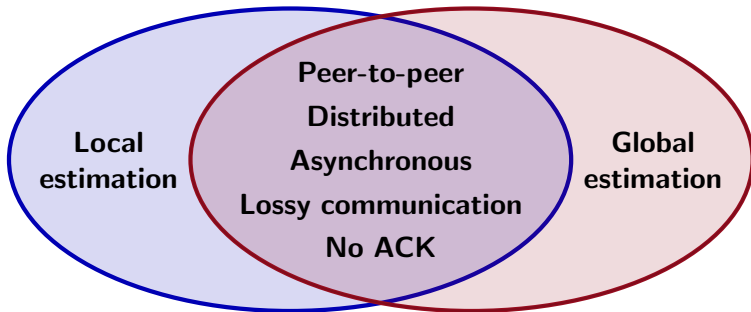 Local
estimation
Peer-to-peer
Distributed
Asynchronous
Lossy communication
No ACK
Global
estimation